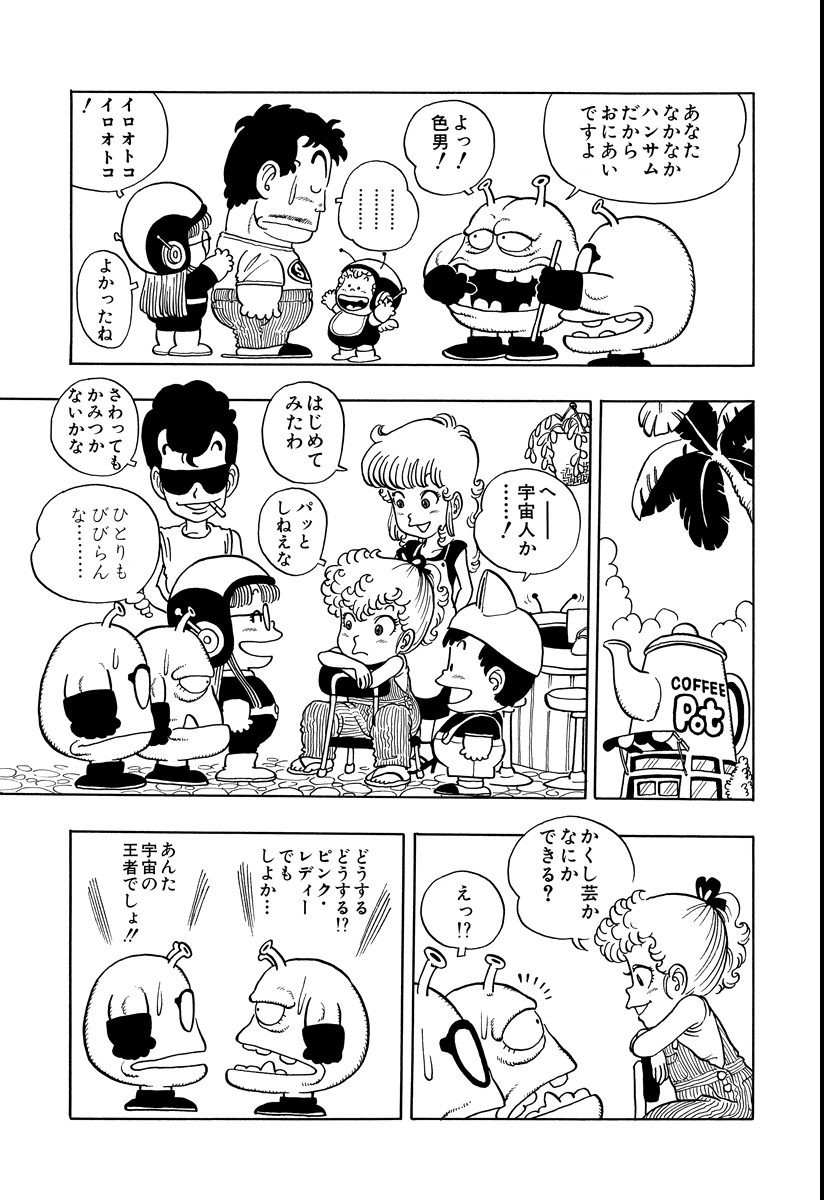 あなた
なかなか
ハンサム
だから
おにあい
ですよ
よっ！
色男！
………
………
イロオトコ
イロオトコ
！
よかったね
S
COFFEE
Pot
へ——
宇宙人か
……！
はじめて
みたわ
パッと
しねえな
さわっても
かみつか
ないかな
ひとりも
びびらん
な………
かくし芸か
なにか
できる？
えっ!?
どうする
どうする!?
ピンク・
レディー
でも
しよか…
あんた
宇宙の
王者でしょ!!